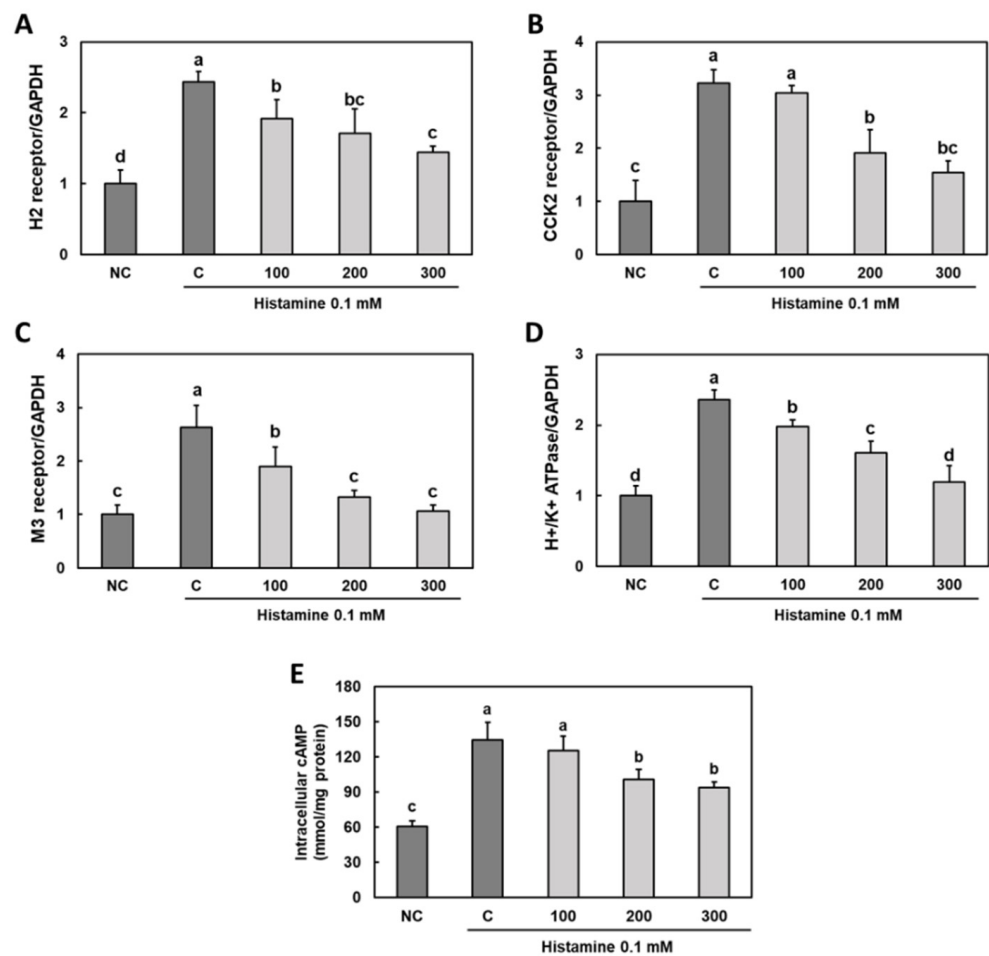 A
H2 receptor/GAPDH
3
2
1
0
d
a
b
bc
c
NC
C
100
200
300
Histamine 0.1 mM
B
CCK2 receptor/GAPDH
4
3
2
1
0
c
a
a
b
bc
NC
C
100
200
300
Histamine 0.1 mM
C
M3 receptor/GAPDH
4
3
2
1
0
c
a
b
c
c
NC
C
100
200
300
Histamine 0.1 mM
D
H+/K+ ATPase/GAPDH
3
2
1
0
d
a
b
c
d
NC
C
100
200
300
Histamine 0.1 mM
E
Intracellular cAMP
(mmol/mg protein)
180
150
120
90
60
30
0
c
a
a
b
b
NC
C
100
200
300
Histamine 0.1 mM